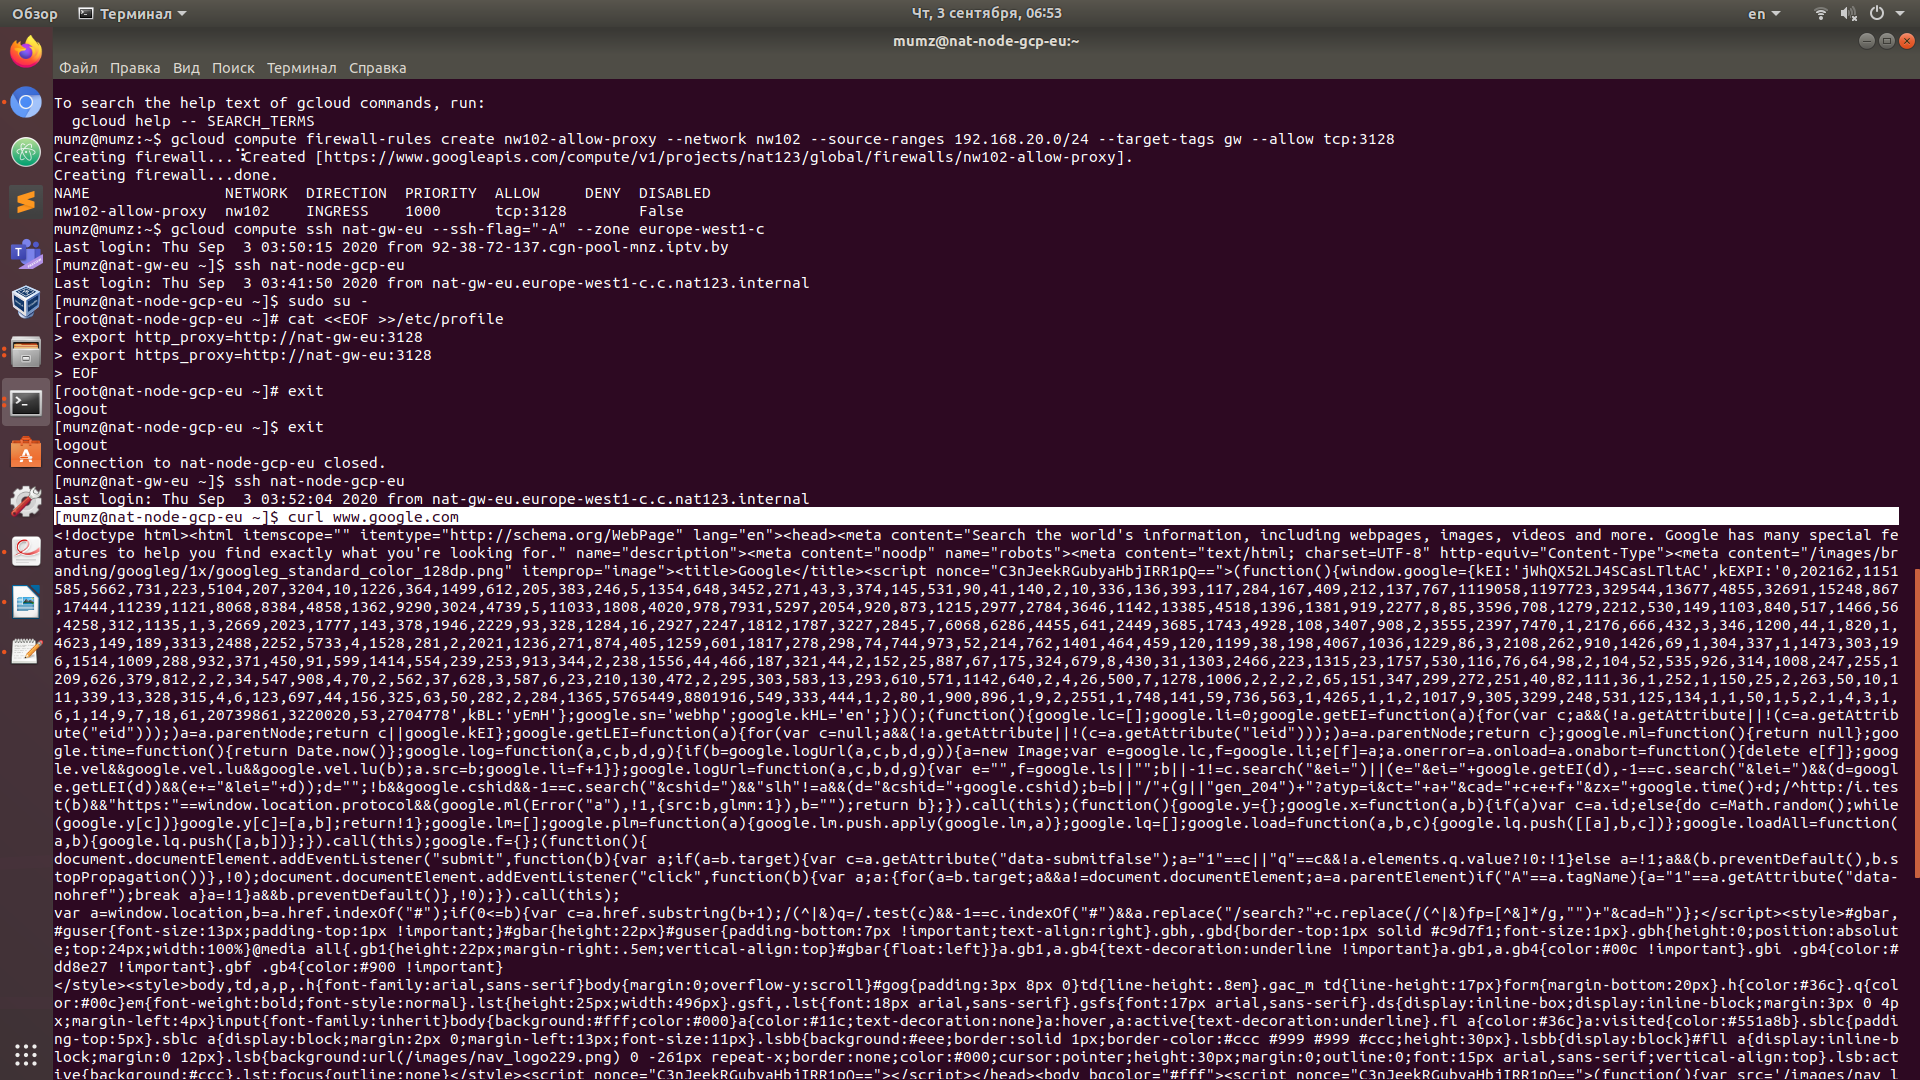 Обзор
Терминал
Чт, 3 сентября, 06:53
en
mumz@nat-node-gcp-eu:~
Файл Правка Вид Поиск Терминал Справка
To search the help text of gcloud commands, run:
  gcloud help -- SEARCH_TERMS
mumz@mumz:~$ gcloud compute firewall-rules create nw102-allow-proxy --network nw102 --source-ranges 192.168.20.0/24 --target-tags gw --allow tcp:3128
Creating firewall...⠹Created [https://www.googleapis.com/compute/v1/projects/nat123/global/firewalls/nw102-allow-proxy].
Creating firewall...done.
NAME               NETWORK  DIRECTION  PRIORITY  ALLOW     DENY  DISABLED
nw102-allow-proxy  nw102    INGRESS    1000      tcp:3128        False
mumz@mumz:~$ gcloud compute ssh nat-gw-eu --ssh-flag="-A" --zone europe-west1-c
Last login: Thu Sep  3 03:50:15 2020 from 92-38-72-137.cgn-pool-mnz.iptv.by
[mumz@nat-gw-eu ~]$ ssh nat-node-gcp-eu
Last login: Thu Sep  3 03:41:50 2020 from nat-gw-eu.europe-west1-c.c.nat123.internal
[mumz@nat-node-gcp-eu ~]$ sudo su -
[root@nat-node-gcp-eu ~]# cat <<EOF >>/etc/profile
> export http_proxy=http://nat-gw-eu:3128
> export https_proxy=http://nat-gw-eu:3128
> EOF
[root@nat-node-gcp-eu ~]# exit
logout
[mumz@nat-node-gcp-eu ~]$ exit
logout
Connection to nat-node-gcp-eu closed.
[mumz@nat-gw-eu ~]$ ssh nat-node-gcp-eu
Last login: Thu Sep  3 03:52:04 2020 from nat-gw-eu.europe-west1-c.c.nat123.internal
[mumz@nat-node-gcp-eu ~]$ curl www.google.com
<!doctype html><html itemscope="" itemtype="http://schema.org/WebPage" lang="en"><head><meta content="Search the world's information, including webpages, images, videos and more. Google has many special fe
atures to help you find exactly what you're looking for." name="description"><meta content="noodp" name="robots"><meta content="text/html; charset=UTF-8" http-equiv="Content-Type"><meta content="/images/br
anding/googleg/1x/googleg_standard_color_128dp.png" itemprop="image"><title>Google</title><script nonce="C3nJeekRGubyaHbjIRR1pQ==">(function(){window.google={kEI:'jWhQX52LJ4SCasLTltAC',kEXPI:'0,202162,1151
585,5662,731,223,5104,207,3204,10,1226,364,1499,612,205,383,246,5,1354,648,3452,271,43,3,374,145,531,90,41,140,2,10,336,136,393,117,284,167,409,212,137,767,1119058,1197723,329544,13677,4855,32691,15248,867
,17444,11239,1121,8068,8384,4858,1362,9290,3024,4739,5,11033,1808,4020,978,7931,5297,2054,920,873,1215,2977,2784,3646,1142,13385,4518,1396,1381,919,2277,8,85,3596,708,1279,2212,530,149,1103,840,517,1466,56
,4258,312,1135,1,3,2669,2023,1777,143,378,1946,2229,93,328,1284,16,2927,2247,1812,1787,3227,2845,7,6068,6286,4455,641,2449,3685,1743,4928,108,3407,908,2,3555,2397,7470,1,2176,666,432,3,346,1200,44,1,820,1,
4623,149,189,3313,2488,2252,5733,4,1528,281,2,2021,1236,271,874,405,1259,601,1817,278,298,74,744,973,52,214,762,1401,464,459,120,1199,38,198,4067,1036,1229,86,3,2108,262,910,1426,69,1,304,337,1,1473,303,19
6,1514,1009,288,932,371,450,91,599,1414,554,239,253,913,344,2,238,1556,44,466,187,321,44,2,152,25,887,67,175,324,679,8,430,31,1303,2466,223,1315,23,1757,530,116,76,64,98,2,104,52,535,926,314,1008,247,255,1
209,626,379,812,2,2,34,547,908,4,70,2,562,37,628,3,587,6,23,210,130,472,2,295,303,583,13,293,610,571,1142,640,2,4,26,500,7,1278,1006,2,2,2,2,65,151,347,299,272,251,40,82,111,36,1,252,1,150,25,2,263,50,10,1
11,339,13,328,315,4,6,123,697,44,156,325,63,50,282,2,284,1365,5765449,8801916,549,333,444,1,2,80,1,900,896,1,9,2,2551,1,748,141,59,736,563,1,4265,1,1,2,1017,9,305,3299,248,531,125,134,1,1,50,1,5,2,1,4,3,1,
6,1,14,9,7,18,61,20739861,3220020,53,2704778',kBL:'yEmH'};google.sn='webhp';google.kHL='en';})();(function(){google.lc=[];google.li=0;google.getEI=function(a){for(var c;a&&(!a.getAttribute||!(c=a.getAttrib
ute("eid")));)a=a.parentNode;return c||google.kEI};google.getLEI=function(a){for(var c=null;a&&(!a.getAttribute||!(c=a.getAttribute("leid")));)a=a.parentNode;return c};google.ml=function(){return null};goo
gle.time=function(){return Date.now()};google.log=function(a,c,b,d,g){if(b=google.logUrl(a,c,b,d,g)){a=new Image;var e=google.lc,f=google.li;e[f]=a;a.onerror=a.onload=a.onabort=function(){delete e[f]};goog
le.vel&&google.vel.lu&&google.vel.lu(b);a.src=b;google.li=f+1}};google.logUrl=function(a,c,b,d,g){var e="",f=google.ls||"";b||-1!=c.search("&ei=")||(e="&ei="+google.getEI(d),-1==c.search("&lei=")&&(d=googl
e.getLEI(d))&&(e+="&lei="+d));d="";!b&&google.cshid&&-1==c.search("&cshid=")&&"slh"!=a&&(d="&cshid="+google.cshid);b=b||"/"+(g||"gen_204")+"?atyp=i&ct="+a+"&cad="+c+e+f+"&zx="+google.time()+d;/^http:/i.tes
t(b)&&"https:"==window.location.protocol&&(google.ml(Error("a"),!1,{src:b,glmm:1}),b="");return b};}).call(this);(function(){google.y={};google.x=function(a,b){if(a)var c=a.id;else{do c=Math.random();while
(google.y[c])}google.y[c]=[a,b];return!1};google.lm=[];google.plm=function(a){google.lm.push.apply(google.lm,a)};google.lq=[];google.load=function(a,b,c){google.lq.push([[a],b,c])};google.loadAll=function(
a,b){google.lq.push([a,b])};}).call(this);google.f={};(function(){
document.documentElement.addEventListener("submit",function(b){var a;if(a=b.target){var c=a.getAttribute("data-submitfalse");a="1"==c||"q"==c&&!a.elements.q.value?!0:!1}else a=!1;a&&(b.preventDefault(),b.s
topPropagation())},!0);document.documentElement.addEventListener("click",function(b){var a;a:{for(a=b.target;a&&a!=document.documentElement;a=a.parentElement)if("A"==a.tagName){a="1"==a.getAttribute("data-
nohref");break a}a=!1}a&&b.preventDefault()},!0);}).call(this);
var a=window.location,b=a.href.indexOf("#");if(0<=b){var c=a.href.substring(b+1);/(^|&)q=/.test(c)&&-1==c.indexOf("#")&&a.replace("/search?"+c.replace(/(^|&)fp=[^&]*/g,"")+"&cad=h")};</script><style>#gbar,
#guser{font-size:13px;padding-top:1px !important;}#gbar{height:22px}#guser{padding-bottom:7px !important;text-align:right}.gbh,.gbd{border-top:1px solid #c9d7f1;font-size:1px}.gbh{height:0;position:absolut
e;top:24px;width:100%}@media all{.gb1{height:22px;margin-right:.5em;vertical-align:top}#gbar{float:left}}a.gb1,a.gb4{text-decoration:underline !important}a.gb1,a.gb4{color:#00c !important}.gbi .gb4{color:#
dd8e27 !important}.gbf .gb4{color:#900 !important}
</style><style>body,td,a,p,.h{font-family:arial,sans-serif}body{margin:0;overflow-y:scroll}#gog{padding:3px 8px 0}td{line-height:.8em}.gac_m td{line-height:17px}form{margin-bottom:20px}.h{color:#36c}.q{col
or:#00c}em{font-weight:bold;font-style:normal}.lst{height:25px;width:496px}.gsfi,.lst{font:18px arial,sans-serif}.gsfs{font:17px arial,sans-serif}.ds{display:inline-box;display:inline-block;margin:3px 0 4p
x;margin-left:4px}input{font-family:inherit}body{background:#fff;color:#000}a{color:#11c;text-decoration:none}a:hover,a:active{text-decoration:underline}.fl a{color:#36c}a:visited{color:#551a8b}.sblc{paddi
ng-top:5px}.sblc a{display:block;margin:2px 0;margin-left:13px;font-size:11px}.lsbb{background:#eee;border:solid 1px;border-color:#ccc #999 #999 #ccc;height:30px}.lsbb{display:block}#fll a{display:inline-b
lock;margin:0 12px}.lsb{background:url(/images/nav_logo229.png) 0 -261px repeat-x;border:none;color:#000;cursor:pointer;height:30px;margin:0;outline:0;font:15px arial,sans-serif;vertical-align:top}.lsb:act
ive{background:#ccc}.lst:focus{outline:none}</style><script nonce="C3nJeekRGubyaHbjIRR1pQ=="></script></head><body bgcolor="#fff"><script nonce="C3nJeekRGubyaHbjIRR1pQ==">(function(){var src='/images/nav_l